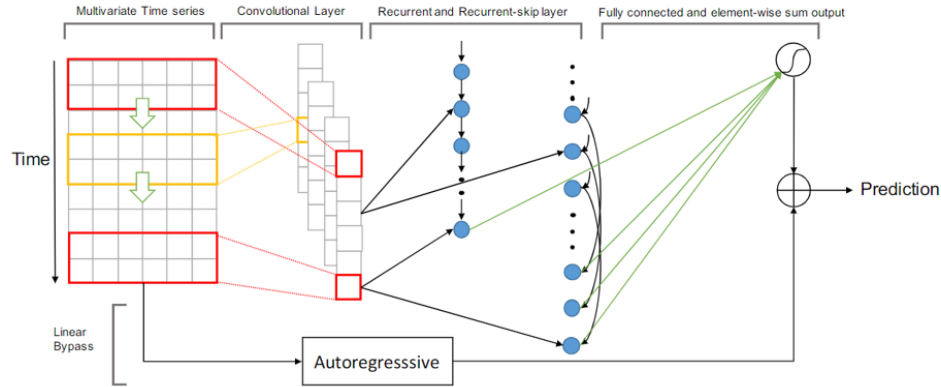 Multivariate Time series
Convolutional Layer
Recurrent and Recurrent-skip layer
Fully connected and element-wise sum output
Time
Prediction
Linear
Bypass
Autoregresssive